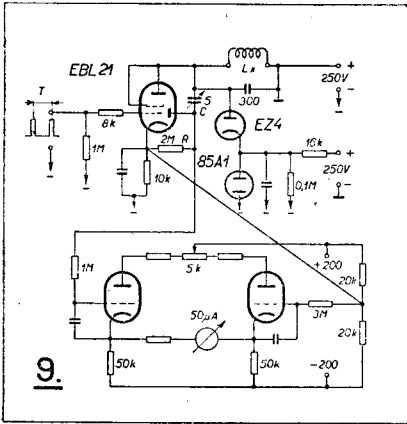 EBL21
T
8k
1M
2M R
10k
5
C
Lx
300
85A1
EZ4
+
250V
-
16k
+
250V
-
0,1M
1M
5k
+200
20k
50µA
3M
20k
50k
50k
-200
9.